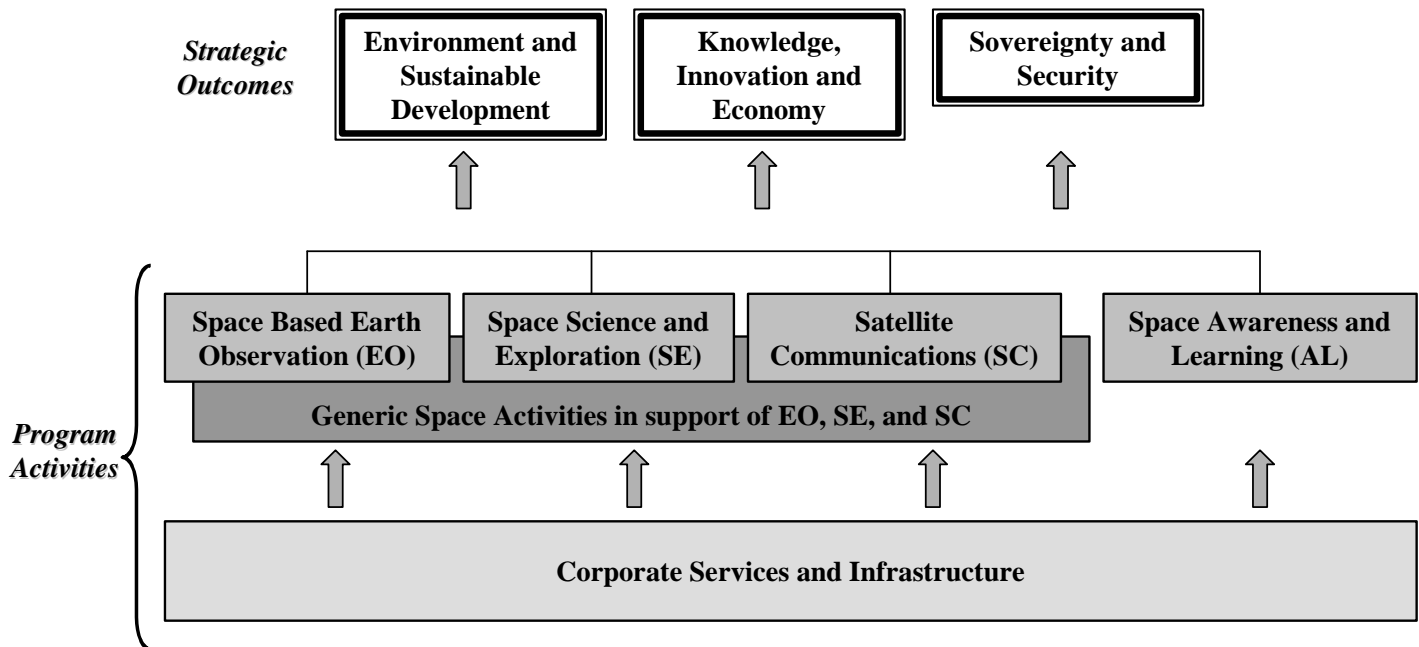 Strategic
Outcomes
Environment and
Sustainable
Development
Knowledge,
Innovation and
Economy
Sovereignty and
Security
Program
Activities
Space Based Earth
Observation (EO)
Space Science and
Exploration (SE)
Satellite
Communications (SC)
Space Awareness and
Learning (AL)
Generic Space Activities in support of EO, SE, and SC
Corporate Services and Infrastructure